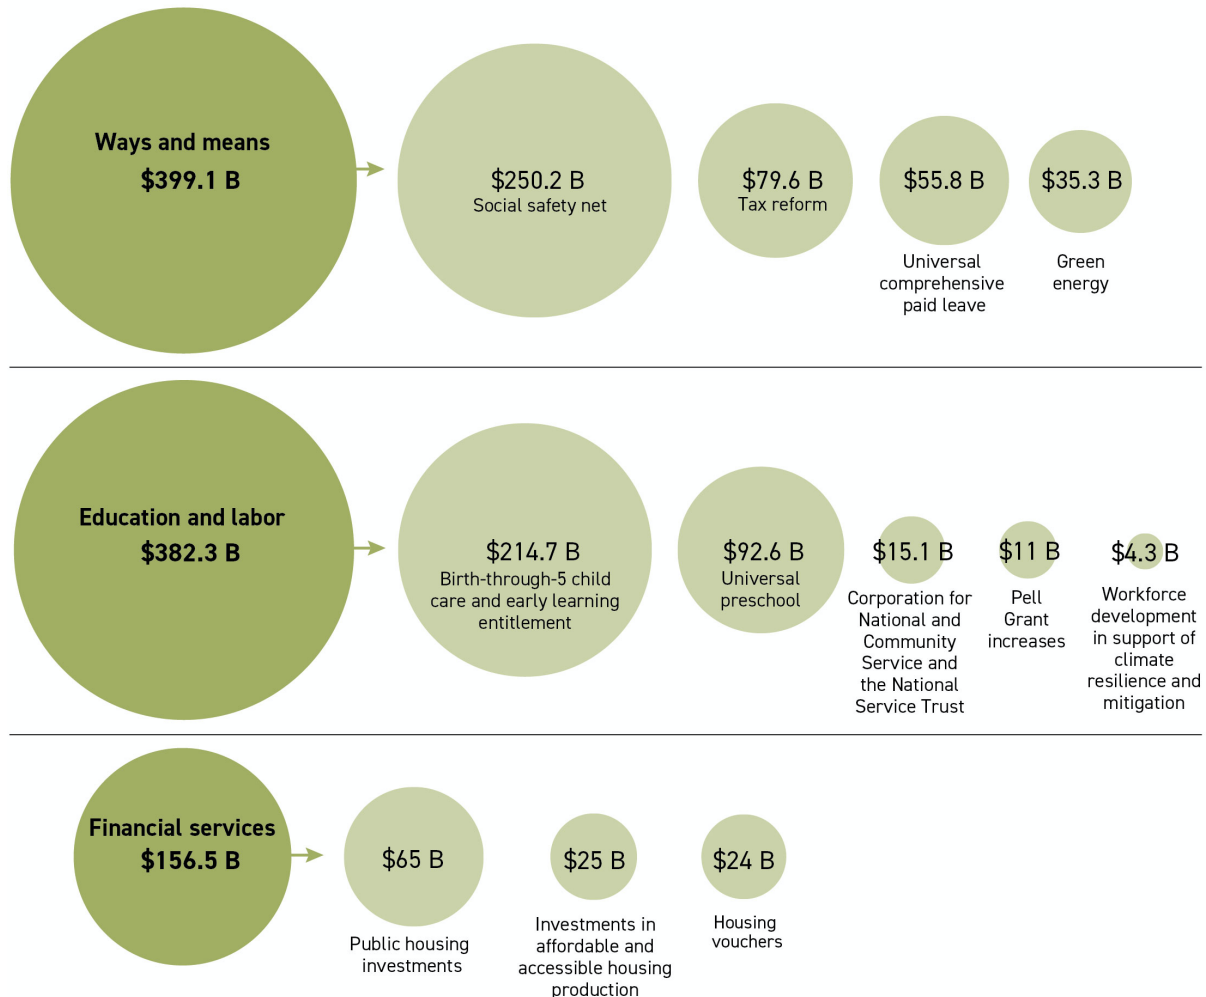 Ways and means
$399.1 B
$250.2 B
Social safety net
$79.6 B
Tax reform
$55.8 B
Universal
comprehensive
paid leave
$35.3 B
Green
energy
Education and labor
$382.3 B
$214.7 B
Birth-through-5 child
care and early learning
entitlement
$92.6 B
Universal
preschool
$15.1 B
Corporation for
National and
Community
Service and
the National
Service Trust
$11 B
Pell
Grant
increases
$4.3 B
Workforce
development
in support of
climate
resilience and
mitigation
Financial services
$156.5 B
$65 B
Public housing
investments
$25 B
Investments in
affordable and
accessible housing
production
$24 B
Housing
vouchers